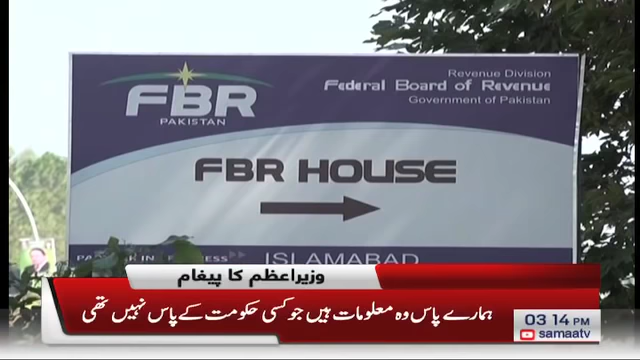 FBR
PAKISTAN
Revenue Division
Federal Board of Revenue
Government of Pakistan
FBR HOUSE
ISLAMABAD
وزیراعظم کا پیغام
ہمارے پاس وہ معلومات ہیں جو کسی حکومت کے پاس نہیں تھی
03:14 PM
samaatv